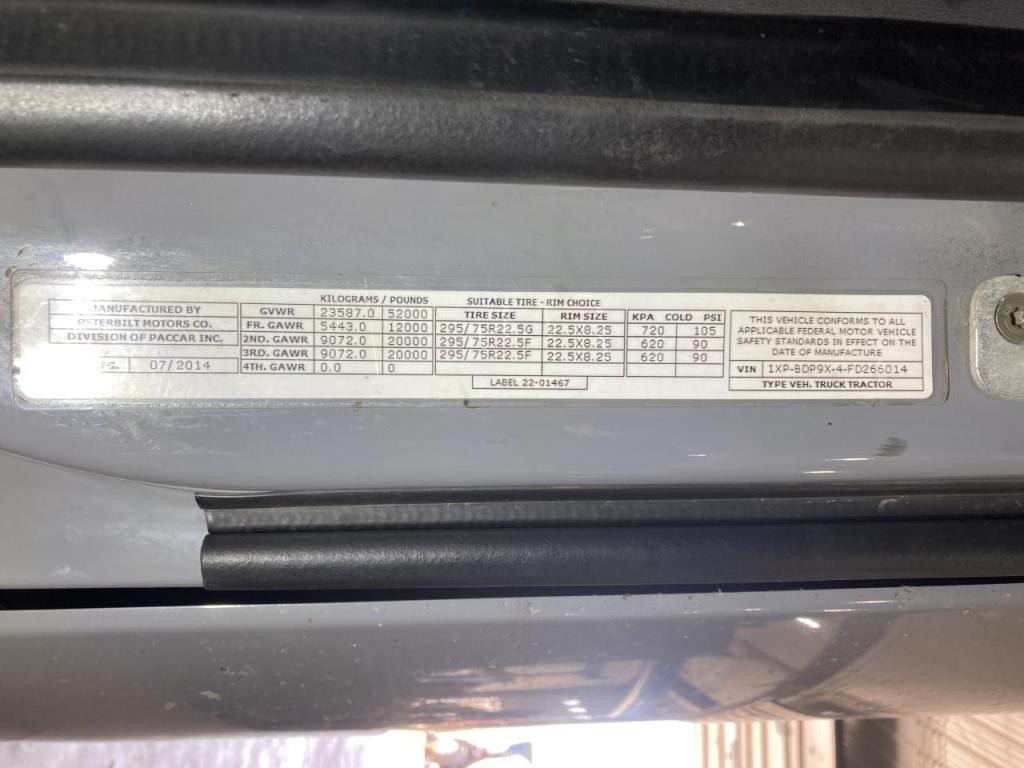 KILOGRAMS / POUNDS SUITABLE TIRE - RIM CHOICE
MANUFACTURED BY
PETERBILT MOTORS CO.
DIVISION OF PACCAR INC.
FG. 07/2014
GVWR 23587.0 52000 TIRE SIZE RIM SIZE KPA COLD PSI
FR. GAWR 5443.0 12000 295/75R22.5G 22.5X8.25 720 105
2ND. GAWR 9072.0 20000 295/75R22.5F 22.5X8.25 620 90
3RD. GAWR 9072.0 20000 295/75R22.5F 22.5X8.25 620 90
4TH. GAWR 0.0 0
LABEL 22-01467
THIS VEHICLE CONFORMS TO ALL
APPLICABLE FEDERAL MOTOR VEHICLE
SAFETY STANDARDS IN EFFECT ON THE
DATE OF MANUFACTURE
VIN 1XP-BDP9X-4-FD266014
TYPE VEH. TRUCK TRACTOR